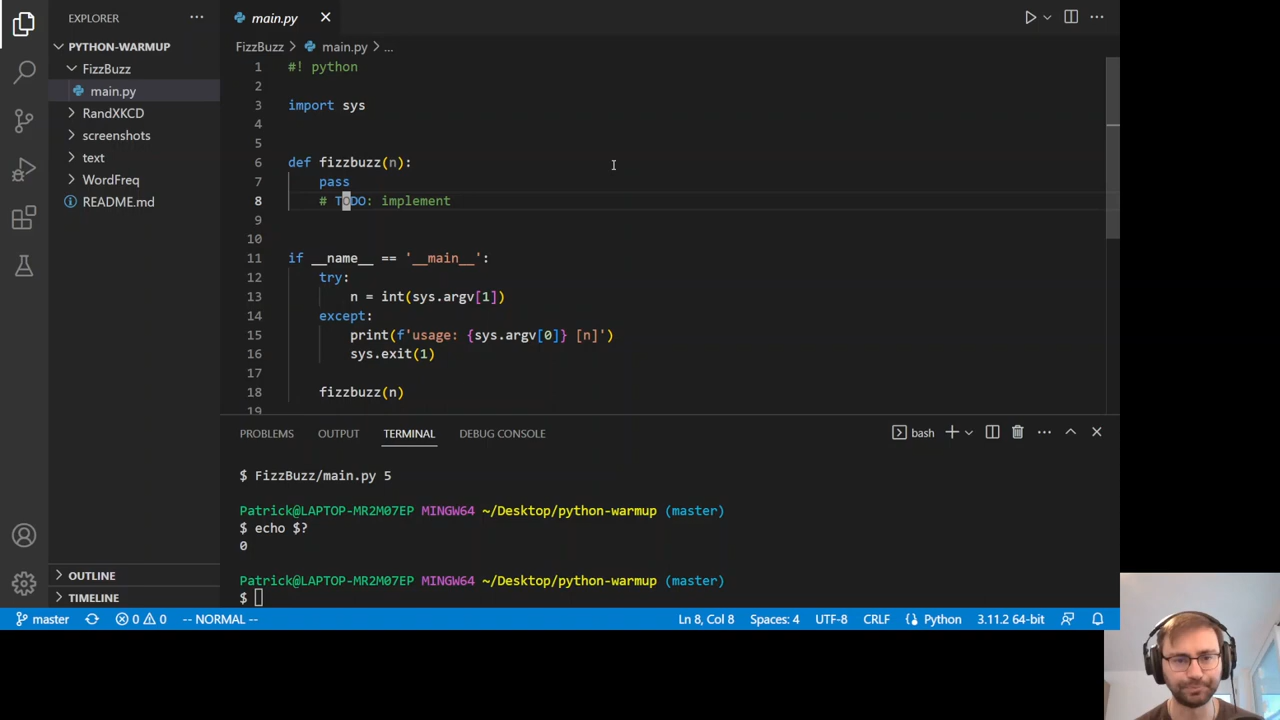 EXPLORER
PYTHON-WARMUP
FizzBuzz
main.py
RandXKCD
screenshots
text
WordFreq
README.md
OUTLINE
TIMELINE
main.py
FizzBuzz > main.py > ...
1 #! python
2
3 import sys
4
5
6 def fizzbuzz(n):
7 pass
8 # TODO: implement
9
10
11 if __name__ == '__main__':
12 try:
13 n = int(sys.argv[1])
14 except:
15 print(f'usage: {sys.argv[0]} [n]')
16 sys.exit(1)
17
18 fizzbuzz(n)
19
PROBLEMS OUTPUT TERMINAL DEBUG CONSOLE bash
$ FizzBuzz/main.py 5
Patrick@LAPTOP-MR2M07EP MINGW64 ~/Desktop/python-warmup (master)
$ echo $?
0
Patrick@LAPTOP-MR2M07EP MINGW64 ~/Desktop/python-warmup (master)
$
master 0 0 -- NORMAL -- Ln 8, Col 8 Spaces: 4 UTF-8 CRLF Python 3.11.2 64-bit